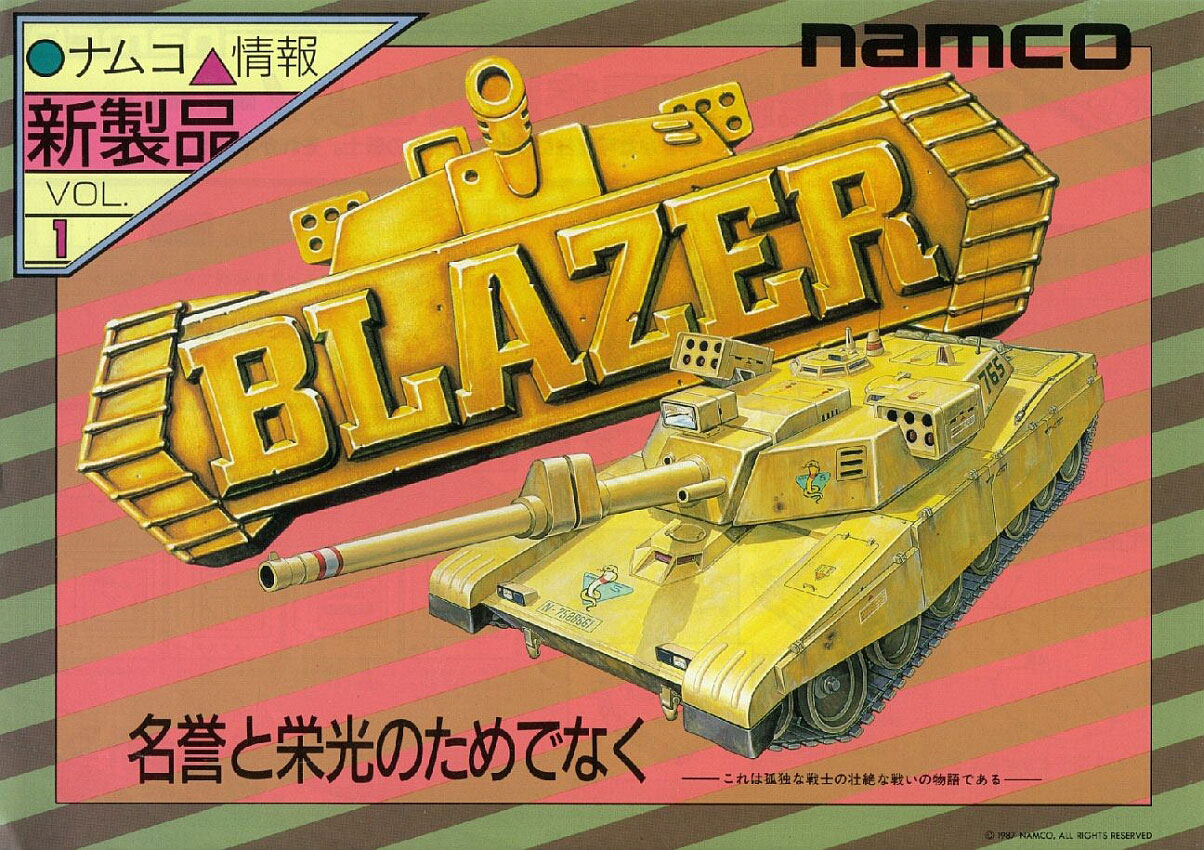 ●ナムコ▲情報
新製品
VOL.
1
namco
BLAZER
765
名誉と栄光のためでなく
——これは孤独な戦士の壮絶な戦いの物語である——
© 1987 NAMCO, ALL RIGHTS RESERVED